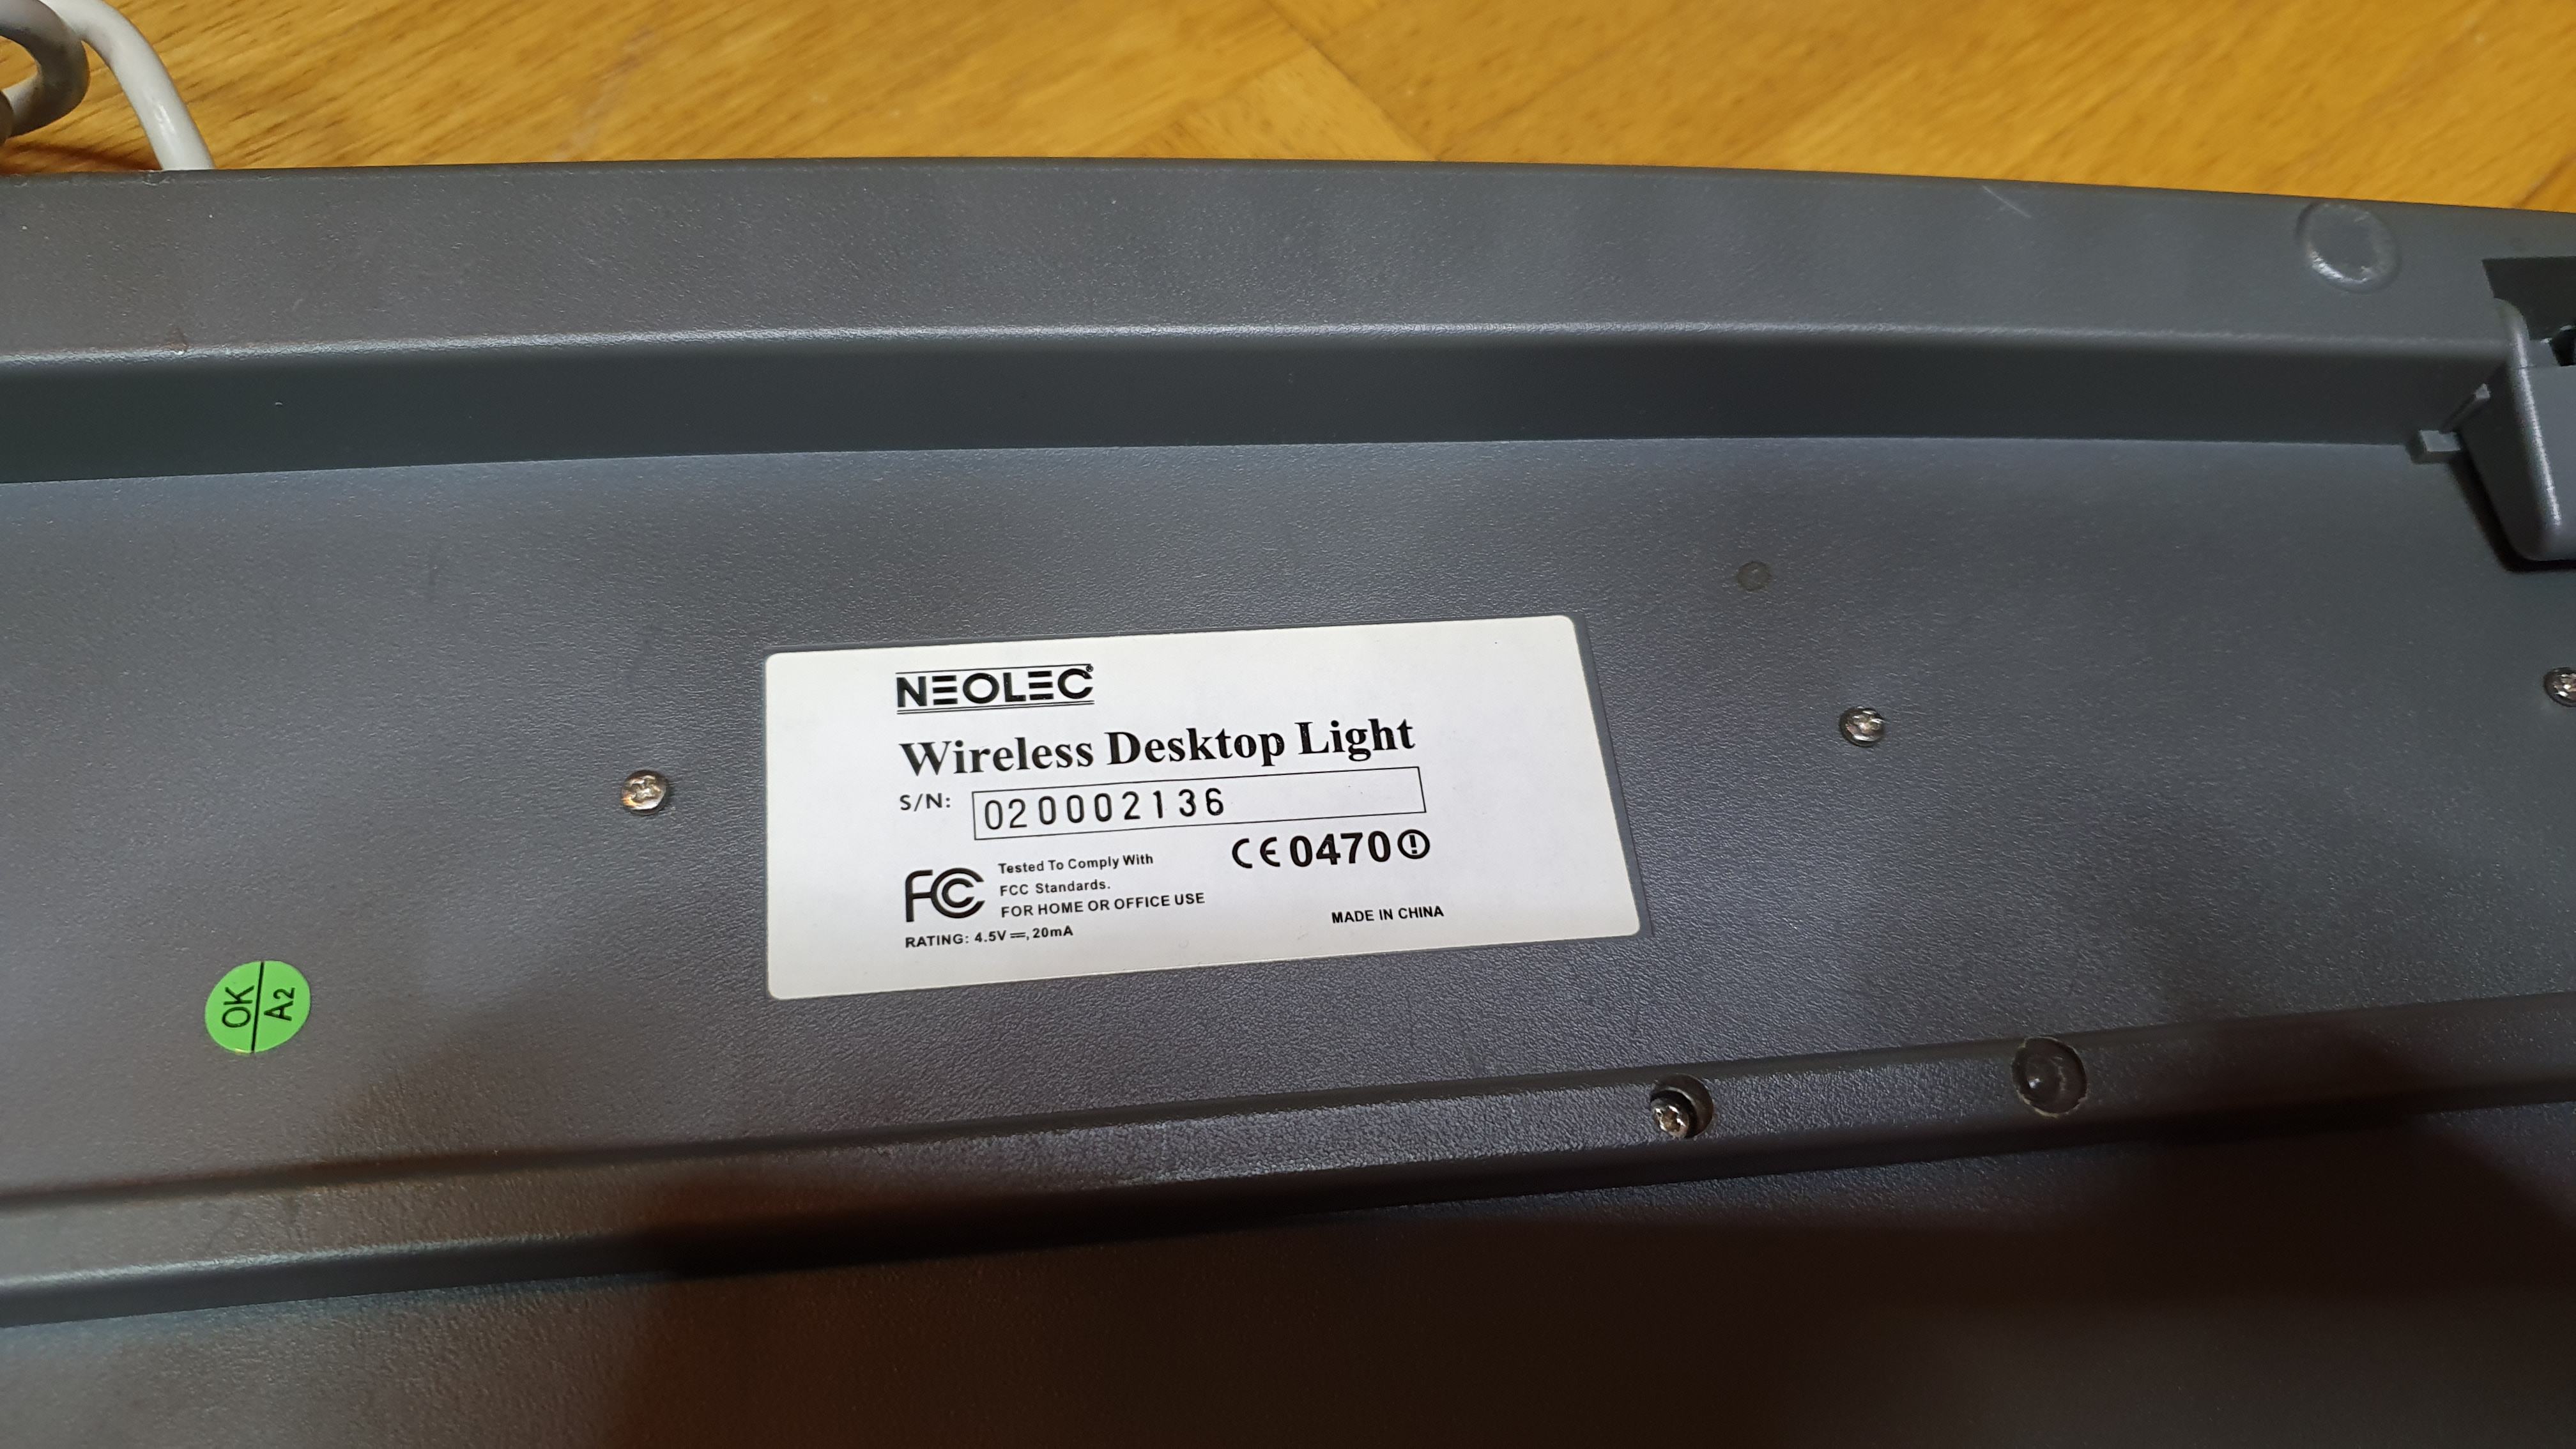 NEOLEC®
Wireless Desktop Light
S/N: 020002136
CE0470
FC Tested To Comply With
FCC Standards.
FOR HOME OR OFFICE USE
RATING: 4.5V⎓, 20mA
MADE IN CHINA
OK
A2